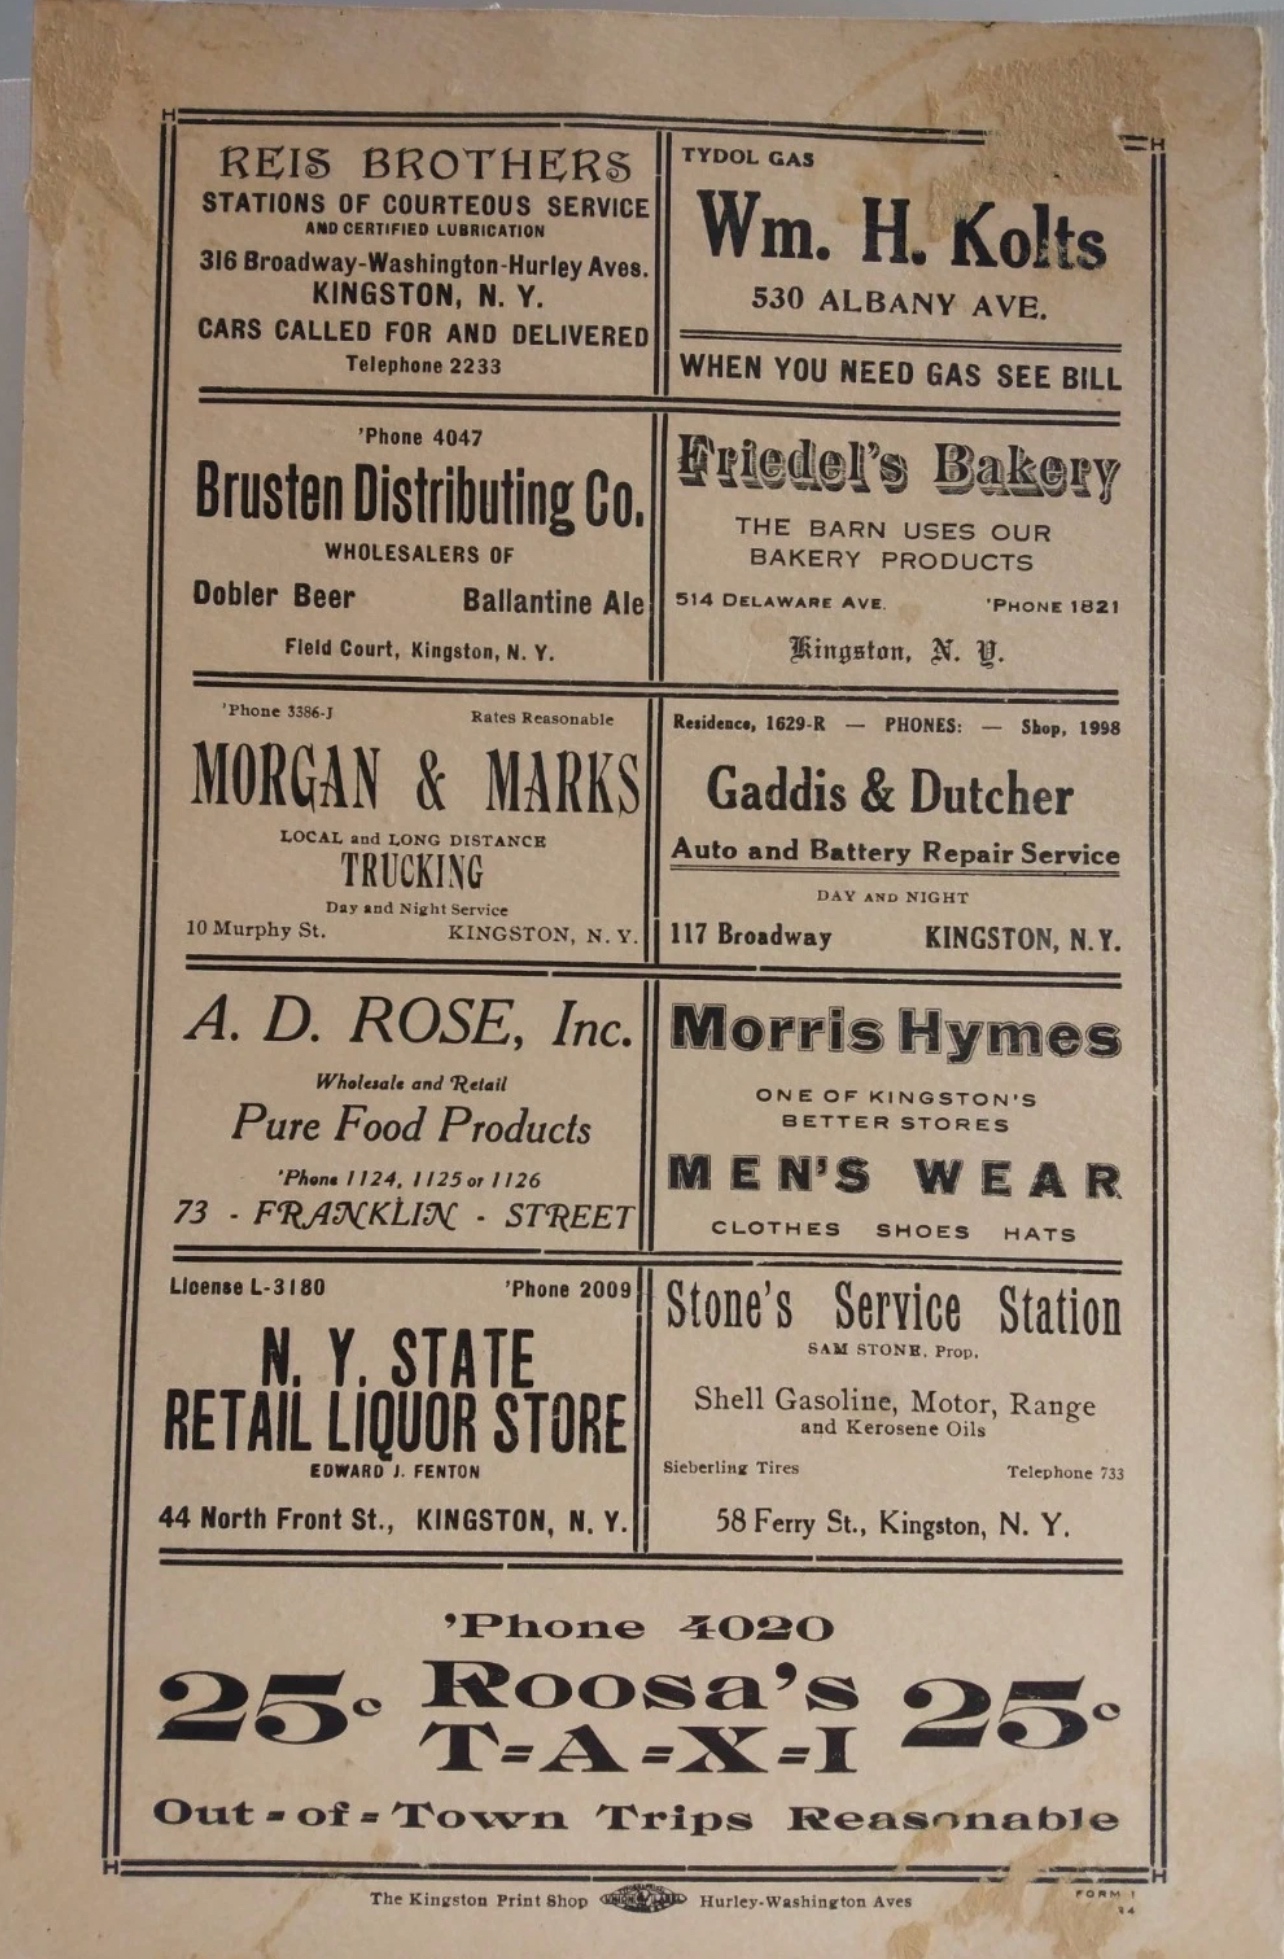 REIS BROTHERS
STATIONS OF COURTEOUS SERVICE
AND CERTIFIED LUBRICATION
316 Broadway-Washington-Hurley Aves.
KINGSTON, N. Y.
CARS CALLED FOR AND DELIVERED
Telephone 2233
TYDOL GAS
Wm. H. Kolts
530 ALBANY AVE.
WHEN YOU NEED GAS SEE BILL
'Phone 4047
Brusten Distributing Co.
WHOLESALERS OF
Dobler Beer Ballantine Ale
Field Court, Kingston, N. Y.
Friedel's Bakery
THE BARN USES OUR
BAKERY PRODUCTS
514 DELAWARE AVE. 'PHONE 1821
Kingston, N. Y.
'Phone 3386-J Rates Reasonable
MORGAN & MARKS
LOCAL and LONG DISTANCE
TRUCKING
Day and Night Service
10 Murphy St. KINGSTON, N. Y.
Residence, 1629-R — PHONES: — Shop, 1998
Gaddis & Dutcher
Auto and Battery Repair Service
DAY AND NIGHT
117 Broadway KINGSTON, N.Y.
A. D. ROSE, Inc.
Wholesale and Retail
Pure Food Products
'Phone 1124, 1125 or 1126
73 - FRANKLIN - STREET
Morris Hymes
ONE OF KINGSTON'S
BETTER STORES
MEN'S WEAR
CLOTHES SHOES HATS
License L-3180 'Phone 2009
N. Y. STATE
RETAIL LIQUOR STORE
EDWARD J. FENTON
44 North Front St., KINGSTON, N. Y.
Stone's Service Station
SAM STONE, Prop.
Shell Gasoline, Motor, Range
and Kerosene Oils
Sieberling Tires Telephone 733
58 Ferry St., Kingston, N. Y.
'Phone 4020
25c Roosa's 25c
T=A=X=I
Out=of=Town Trips Reasonable
The Kingston Print Shop Hurley-Washington Aves
FORM 1